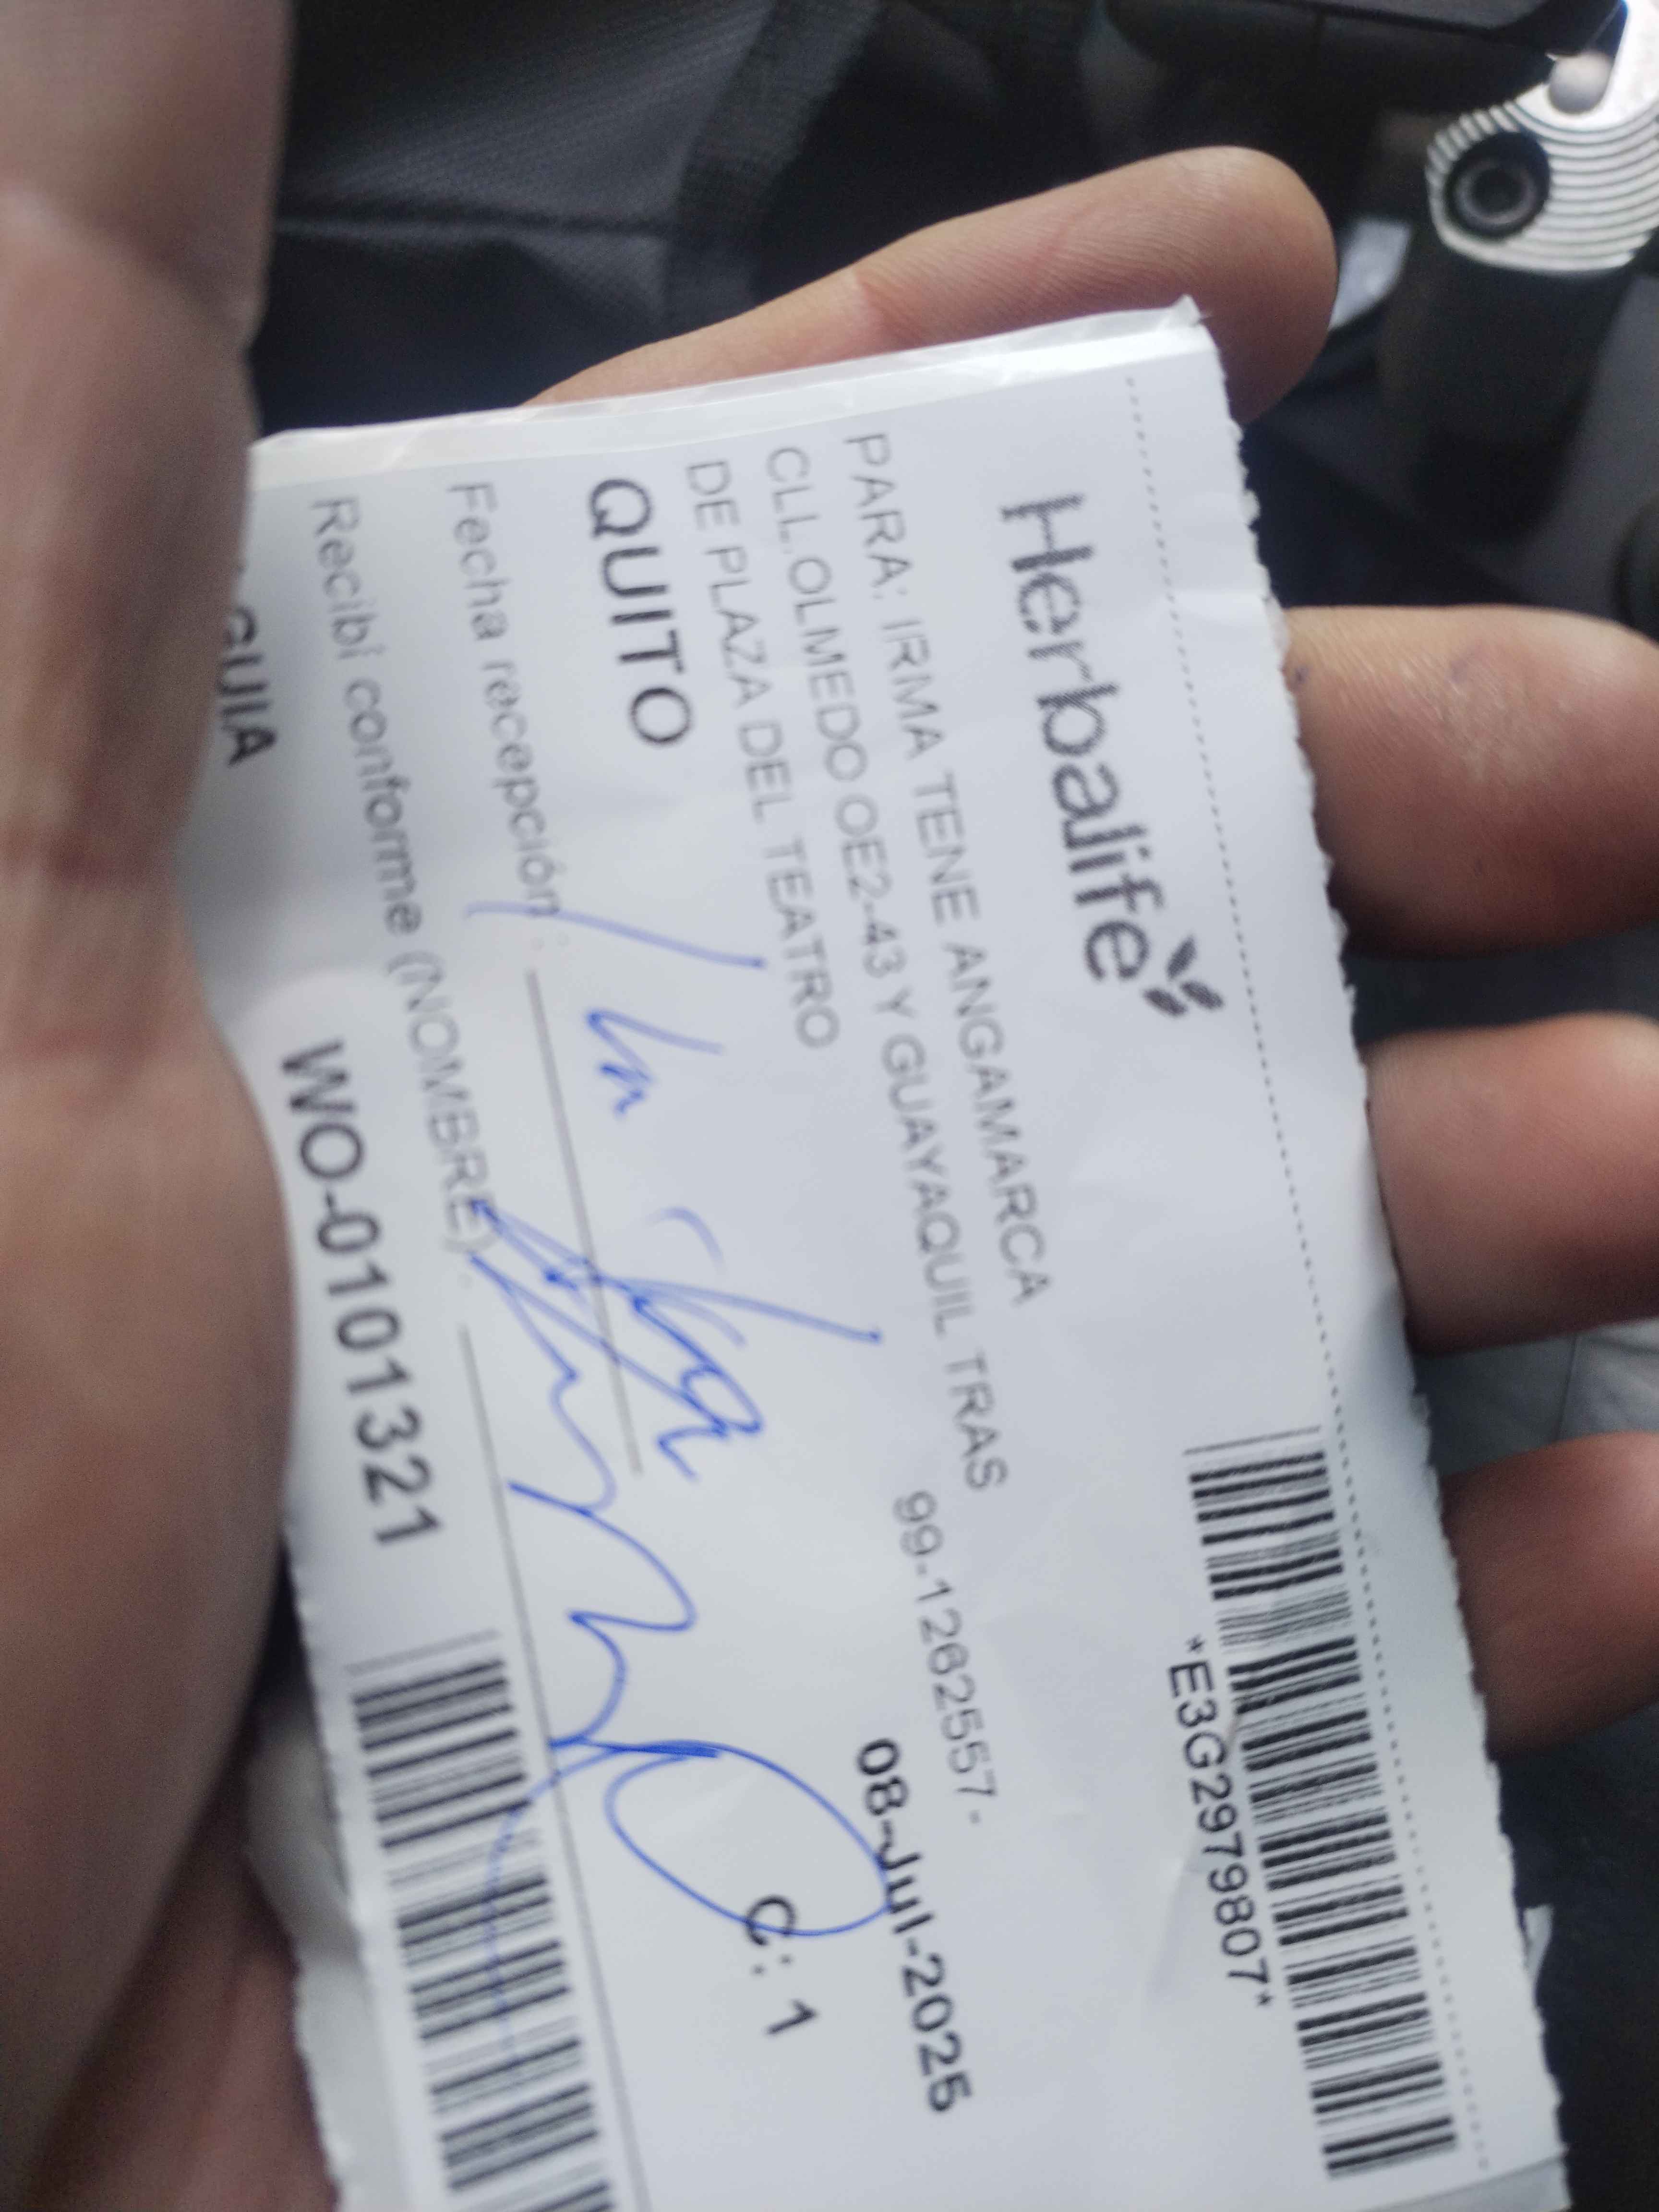 Herbalife
*E3G2979807*
PARA: IRMA TENE ANGAMARCA
CLL.OLMEDO OE2-43 Y GUAYAQUIL TRAS
DE PLAZA DEL TEATRO
99-1262557-
08-Jul-2025
QUITO
C: 1
Fecha recepción :
Recibí conforme (NOMBRE) :
GUIA WO-0101321